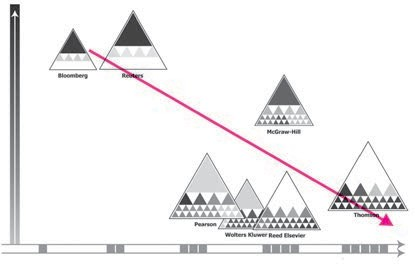 Bloomberg
Reuters
McGraw-Hill
Pearson
Thomson
Wolters Kluwer
Reed Elsevier